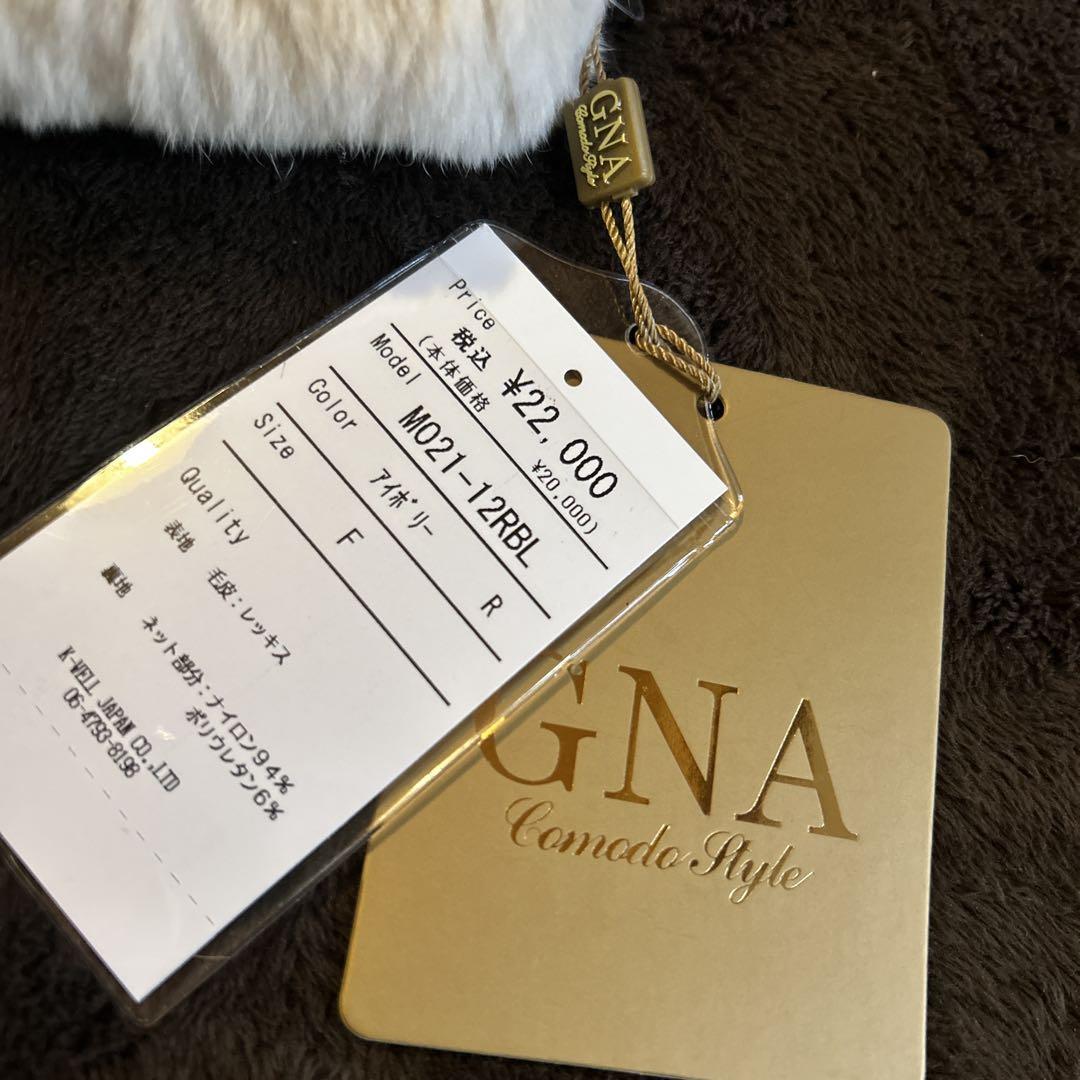 GNA
Comodo Style
Price
税込 ¥22,000
(本体価格 ¥20,000)
Model M021-12RBL
Color アイボリー R
Size F
Quality
表地 毛皮:レッキス
裏地 ネット部分:ナイロン94%
ポリウレタン6%
K-WELL JAPAN CO.,LTD
06-4793-8198
GNA
Comodo Style